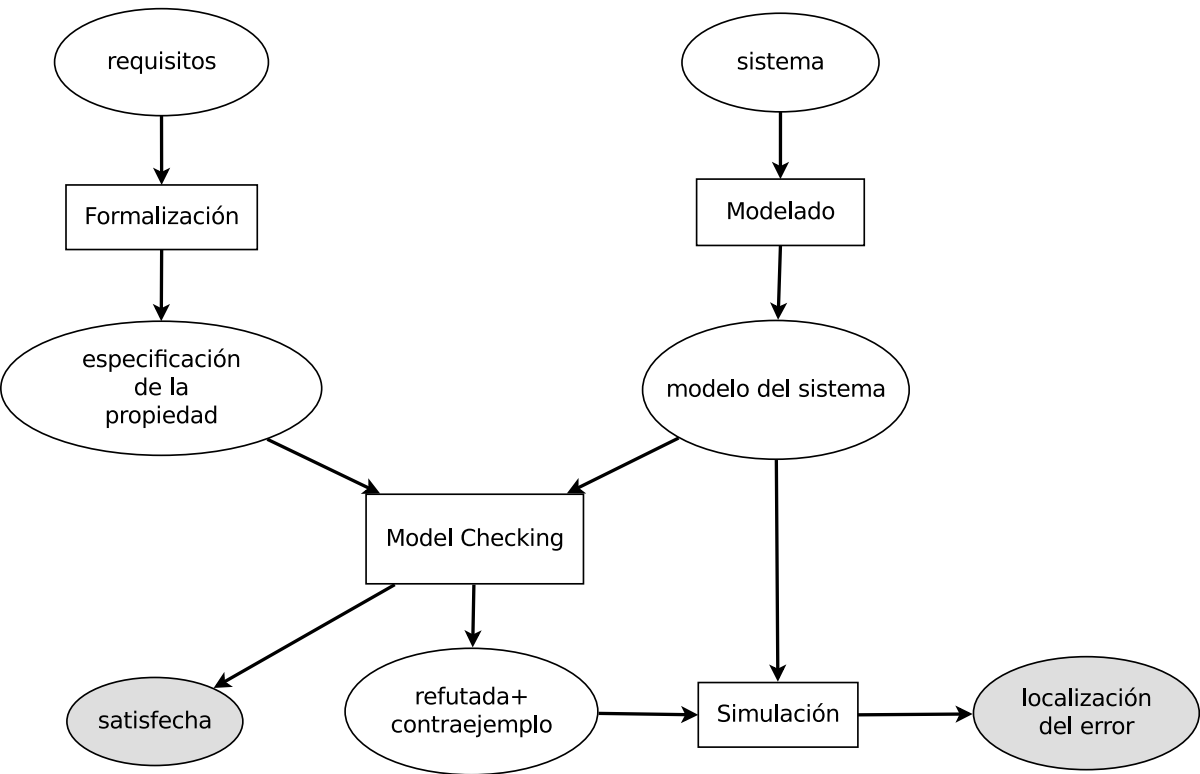 requisitos
sistema
Formalización
Modelado
especificación
de la
propiedad
modelo del sistema
Model Checking
satisfecha
refutada+
contraejemplo
Simulación
localización
del error